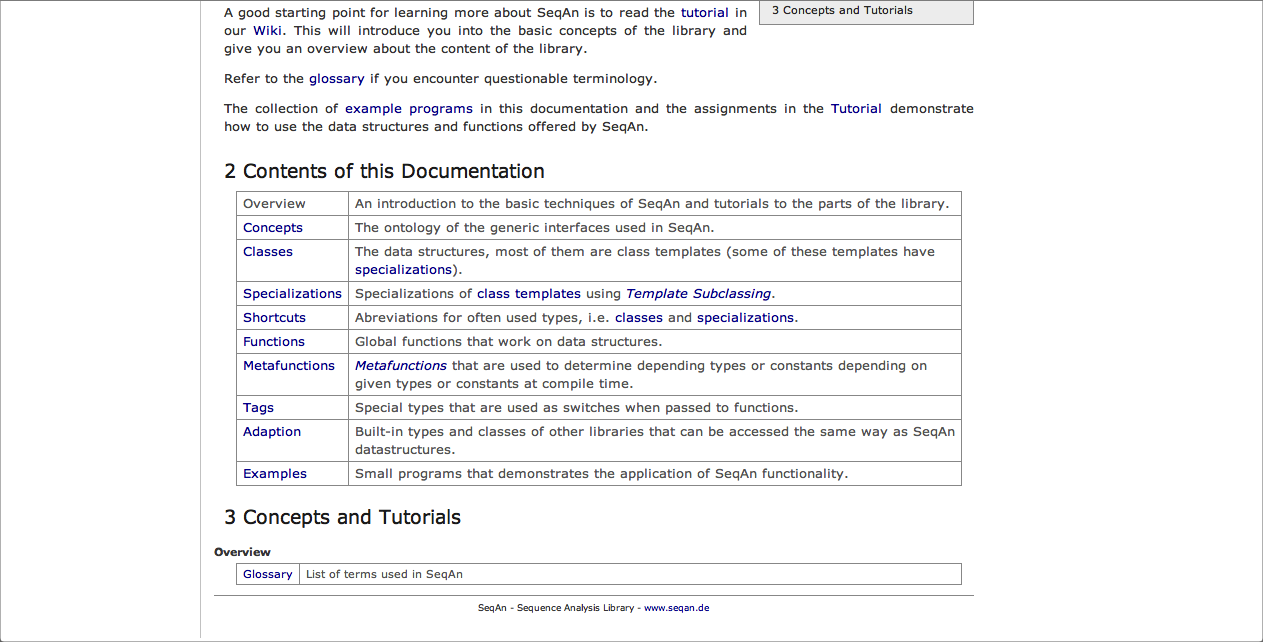 A good starting point for learning more about SeqAn is to read the tutorial in
our Wiki. This will introduce you into the basic concepts of the library and
give you an overview about the content of the library.
3 Concepts and Tutorials
Refer to the glossary if you encounter questionable terminology.
The collection of example programs in this documentation and the assignments in the Tutorial demonstrate
how to use the data structures and functions offered by SeqAn.
2 Contents of this Documentation
Overview An introduction to the basic techniques of SeqAn and tutorials to the parts of the library.
Concepts The ontology of the generic interfaces used in SeqAn.
Classes The data structures, most of them are class templates (some of these templates have
specializations).
Specializations Specializations of class templates using Template Subclassing.
Shortcuts Abreviations for often used types, i.e. classes and specializations.
Functions Global functions that work on data structures.
Metafunctions Metafunctions that are used to determine depending types or constants depending on
given types or constants at compile time.
Tags Special types that are used as switches when passed to functions.
Adaption Built-in types and classes of other libraries that can be accessed the same way as SeqAn
datastructures.
Examples Small programs that demonstrates the application of SeqAn functionality.
3 Concepts and Tutorials
Overview
Glossary List of terms used in SeqAn
SeqAn - Sequence Analysis Library - www.seqan.de